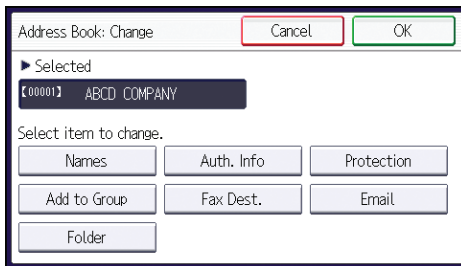 Address Book: Change Cancel OK
▶ Selected
【00001】 ABCD COMPANY
Select item to change.
Names Auth. Info Protection
Add to Group Fax Dest. Email
Folder